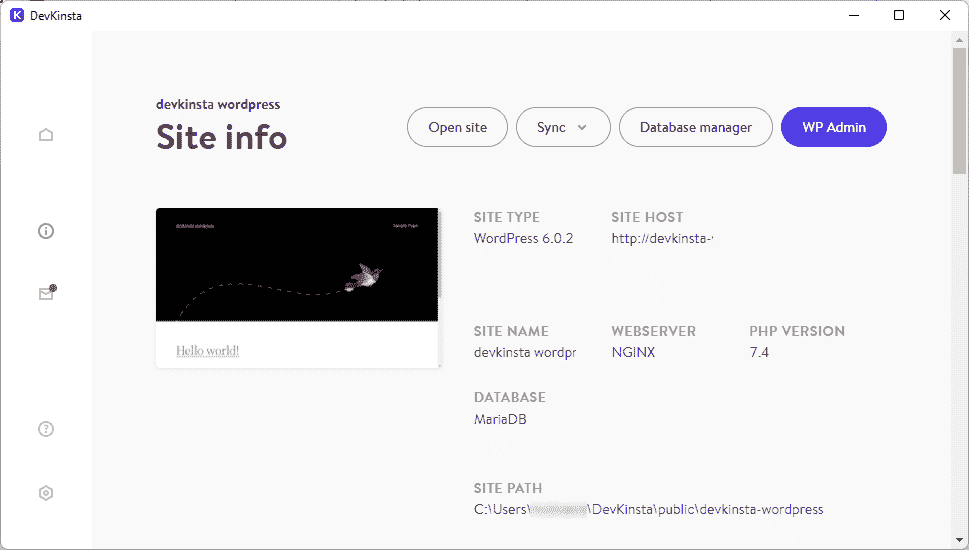 DevKinsta
devkinsta wordpress
Site info
Open site
Sync
Database manager
WP Admin
Hello world!
SITE TYPE
WordPress 6.0.2
SITE HOST
http://devkinsta-
SITE NAME
devkinsta wordpr
WEBSERVER
NGINX
PHP VERSION
7.4
DATABASE
MariaDB
SITE PATH
C:\Users\ \DevKinsta\public\devkinsta-wordpress